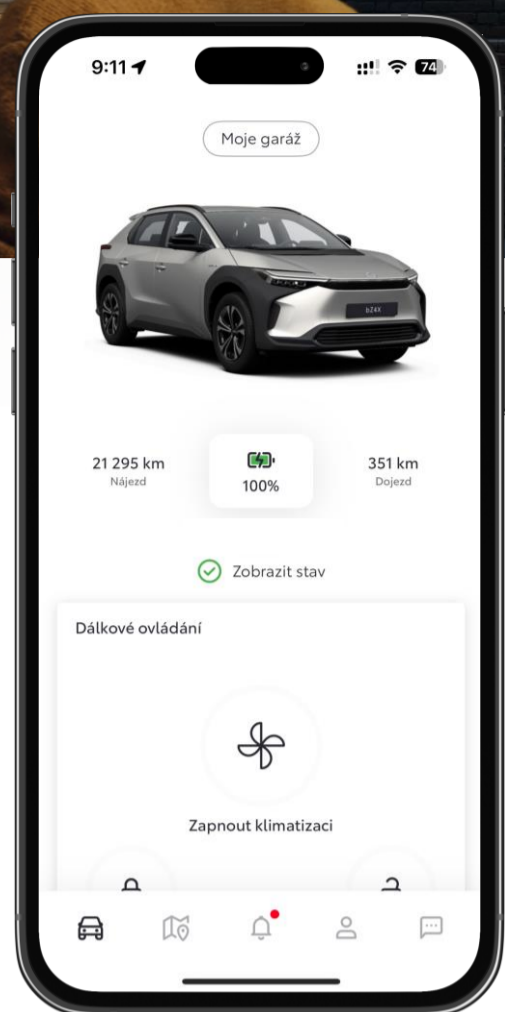 9:11
74
Moje garáž
bZ4X
21 295 km
Nájezd
100%
351 km
Dojezd
Zobrazit stav
Dálkové ovládání
Zapnout klimatizaci